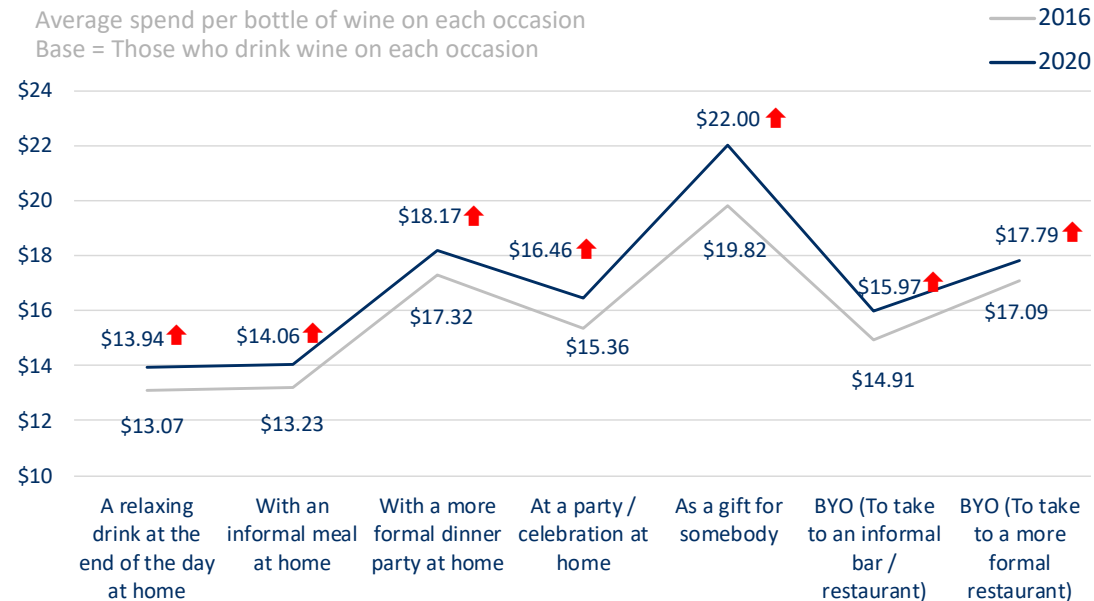 Average spend per bottle of wine on each occasion
Base = Those who drink wine on each occasion
2016
2020
$24
$22
$20
$18
$16
$14
$12
$10
$13.94
$14.06
$18.17
$16.46
$22.00
$15.97
$17.79
$13.07
$13.23
$17.32
$15.36
$19.82
$14.91
$17.09
A relaxing
drink at the
end of the day
at home
With an
informal meal
at home
With a more
formal dinner
party at home
At a party /
celebration at
home
As a gift for
somebody
BYO (To take
to an informal
bar /
restaurant)
BYO (To take
to a more
formal
restaurant)